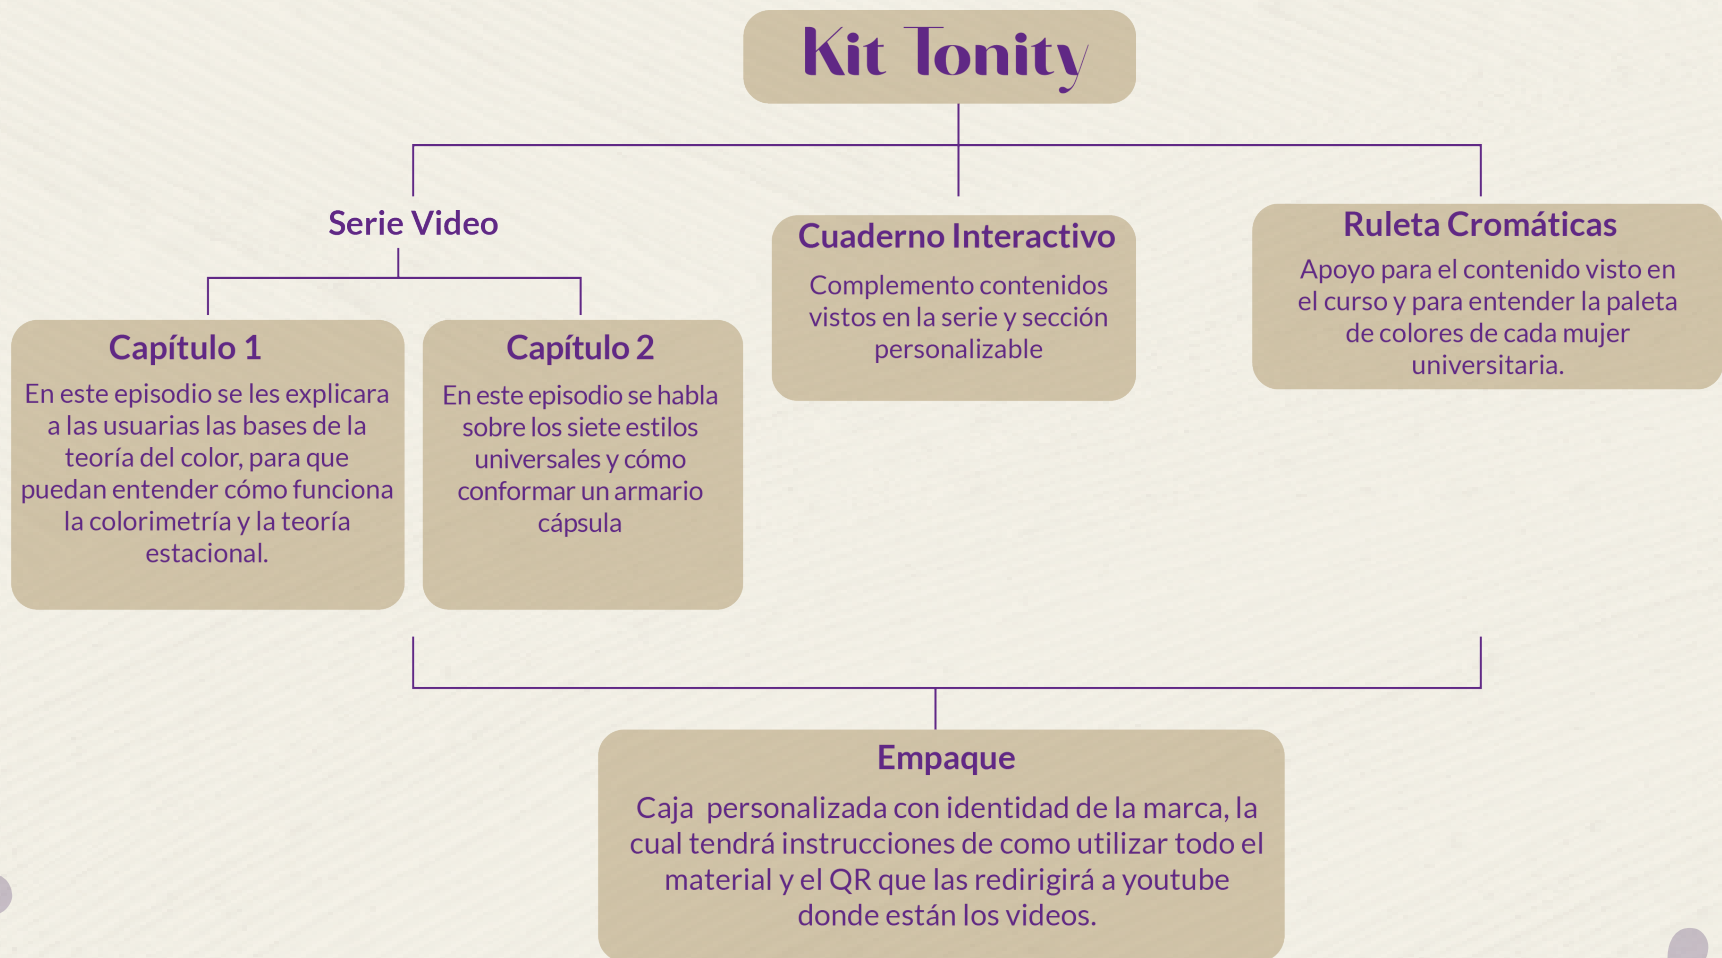 Kit Tonity
Serie Video
Capítulo 1
En este episodio se les explicara
a las usuarias las bases de la
teoría del color, para que
puedan entender cómo funciona
la colorimetría y la teoría
estacional.
Capítulo 2
En este episodio se habla
sobre los siete estilos
universales y cómo
conformar un armario
cápsula
Cuaderno Interactivo
Complemento contenidos
vistos en la serie y sección
personalizable
Ruleta Cromáticas
Apoyo para el contenido visto en
el curso y para entender la paleta
de colores de cada mujer
universitaria.
Empaque
Caja  personalizada con identidad de la marca, la
cual tendrá instrucciones de como utilizar todo el
material y el QR que las redirigirá a youtube
donde están los videos.